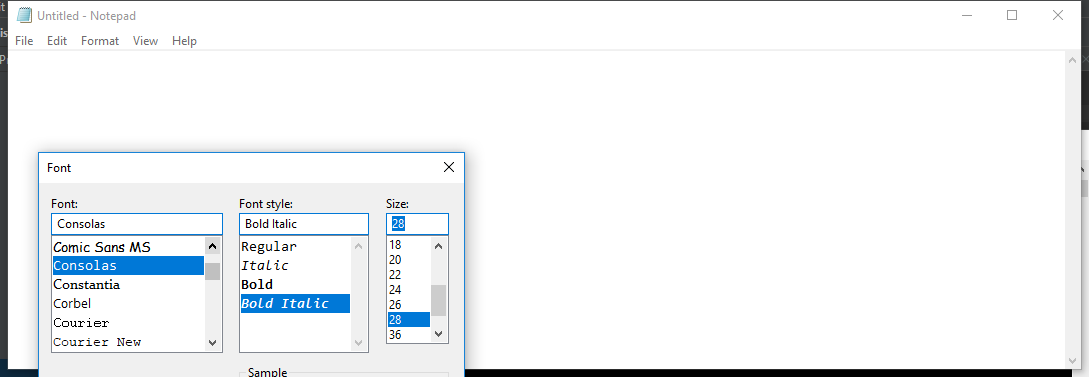 Untitled - Notepad
File Edit Format View Help
Font
Font: Font style: Size:
Consolas Bold Italic 28
Comic Sans MS Regular 18
Consolas Italic 20
Constantia Bold 22
Corbel Bold Italic 24
Courier 26
Courier New 28
36
Sample